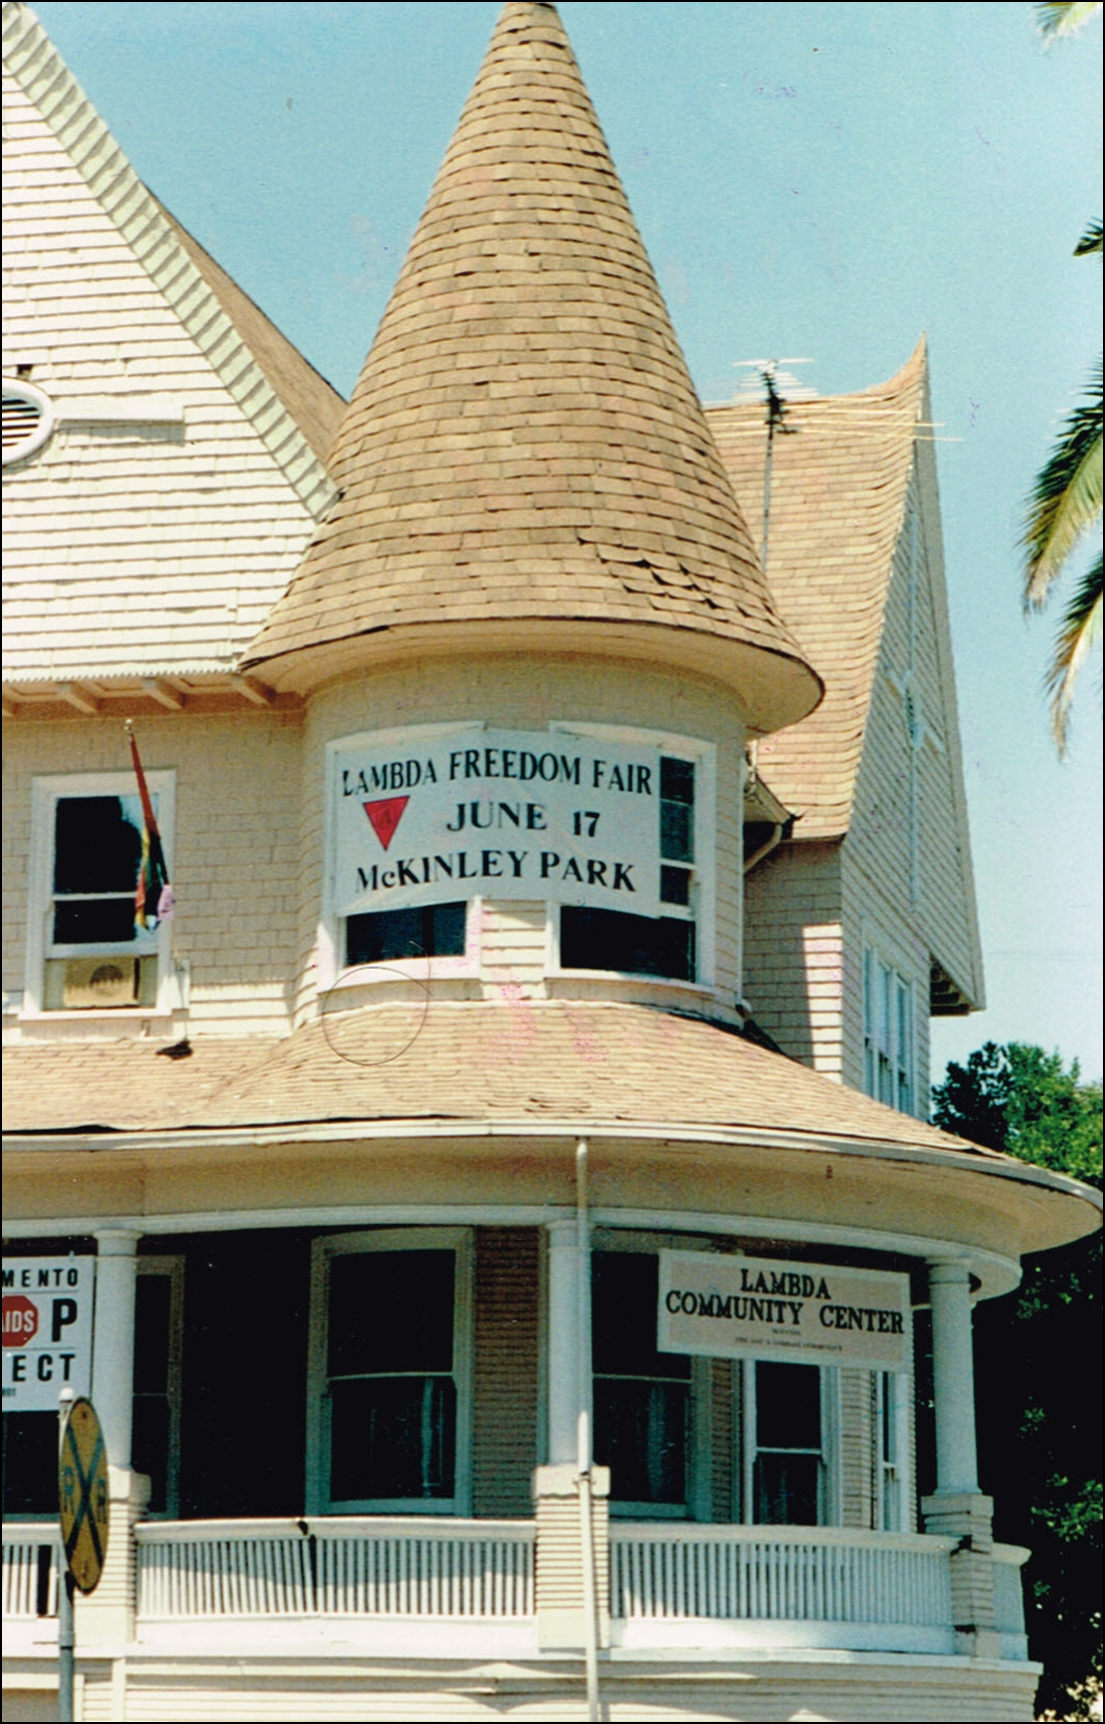 LAMBDA FREEDOM FAIR
JUNE 17
McKINLEY PARK
MENTO
AIDS P
ECT
LAMBDA
COMMUNITY CENTER
R R